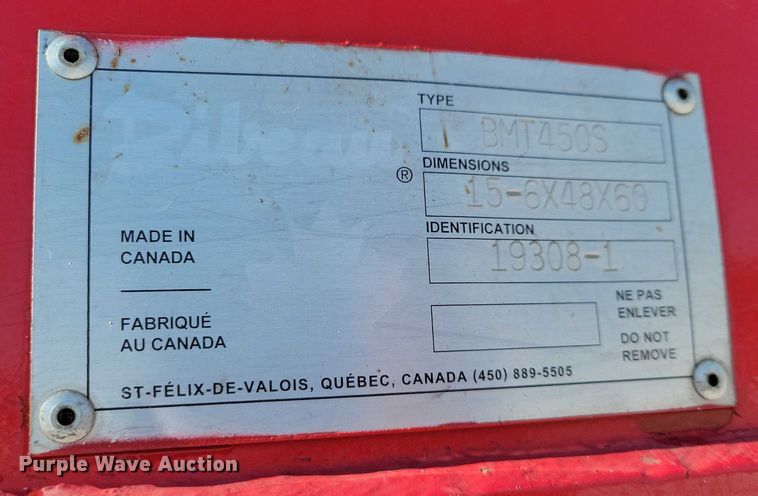 TYPE
BMT450S
DIMENSIONS
15-6X48X60
®
IDENTIFICATION
19308-1
MADE IN
CANADA
FABRIQUÉ
AU CANADA
NE PAS
ENLEVER
DO NOT
REMOVE
ST-FÉLIX-DE-VALOIS, QUÉBEC, CANADA (450) 889-5505
Purple Wave Auction